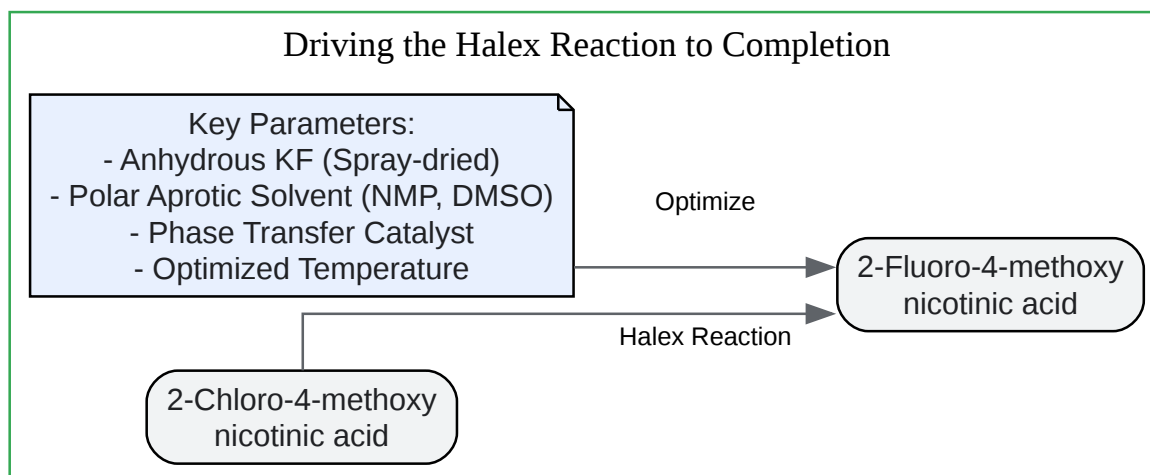 Driving the Halex Reaction to Completion
Key Parameters:
- Anhydrous KF (Spray-dried)
- Polar Aprotic Solvent (NMP, DMSO)
- Phase Transfer Catalyst
- Optimized Temperature
Optimize
2-Fluoro-4-methoxy
nicotinic acid
Halex Reaction
2-Chloro-4-methoxy
nicotinic acid